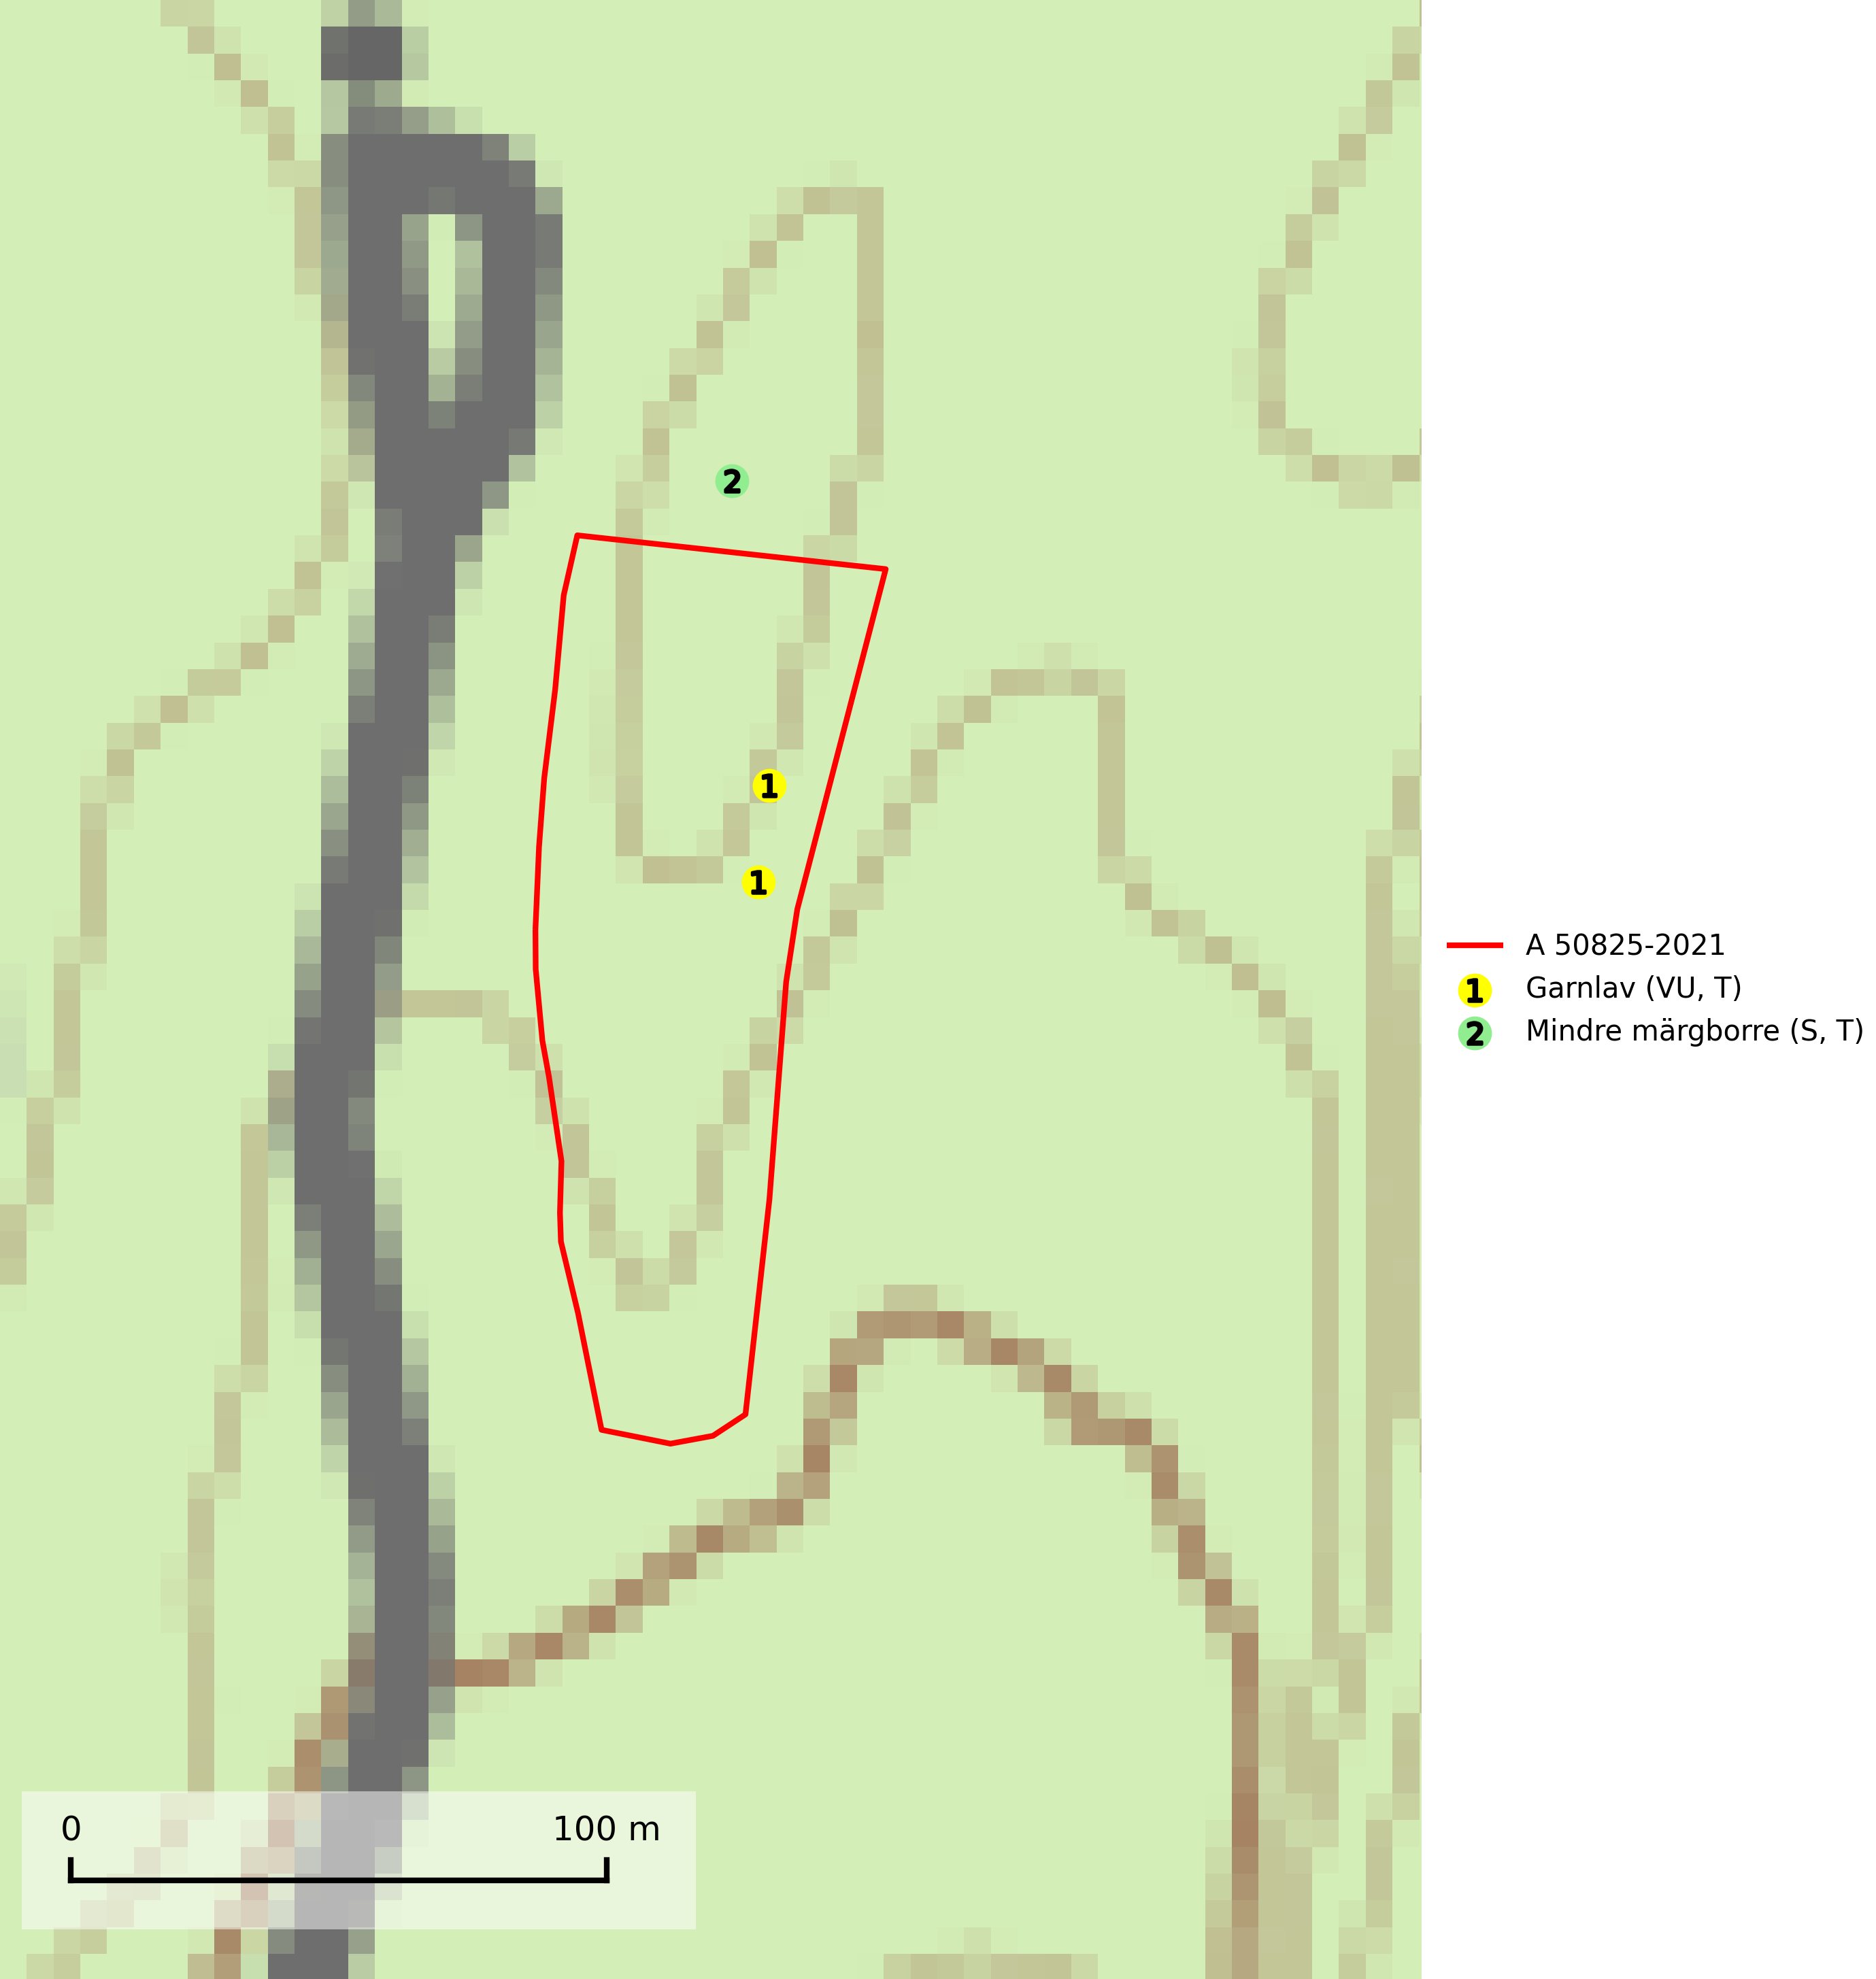 2
1
1
A 50825-2021
1 Garnlav (VU, T)
2 Mindre märgborre (S, T)
0 100 m